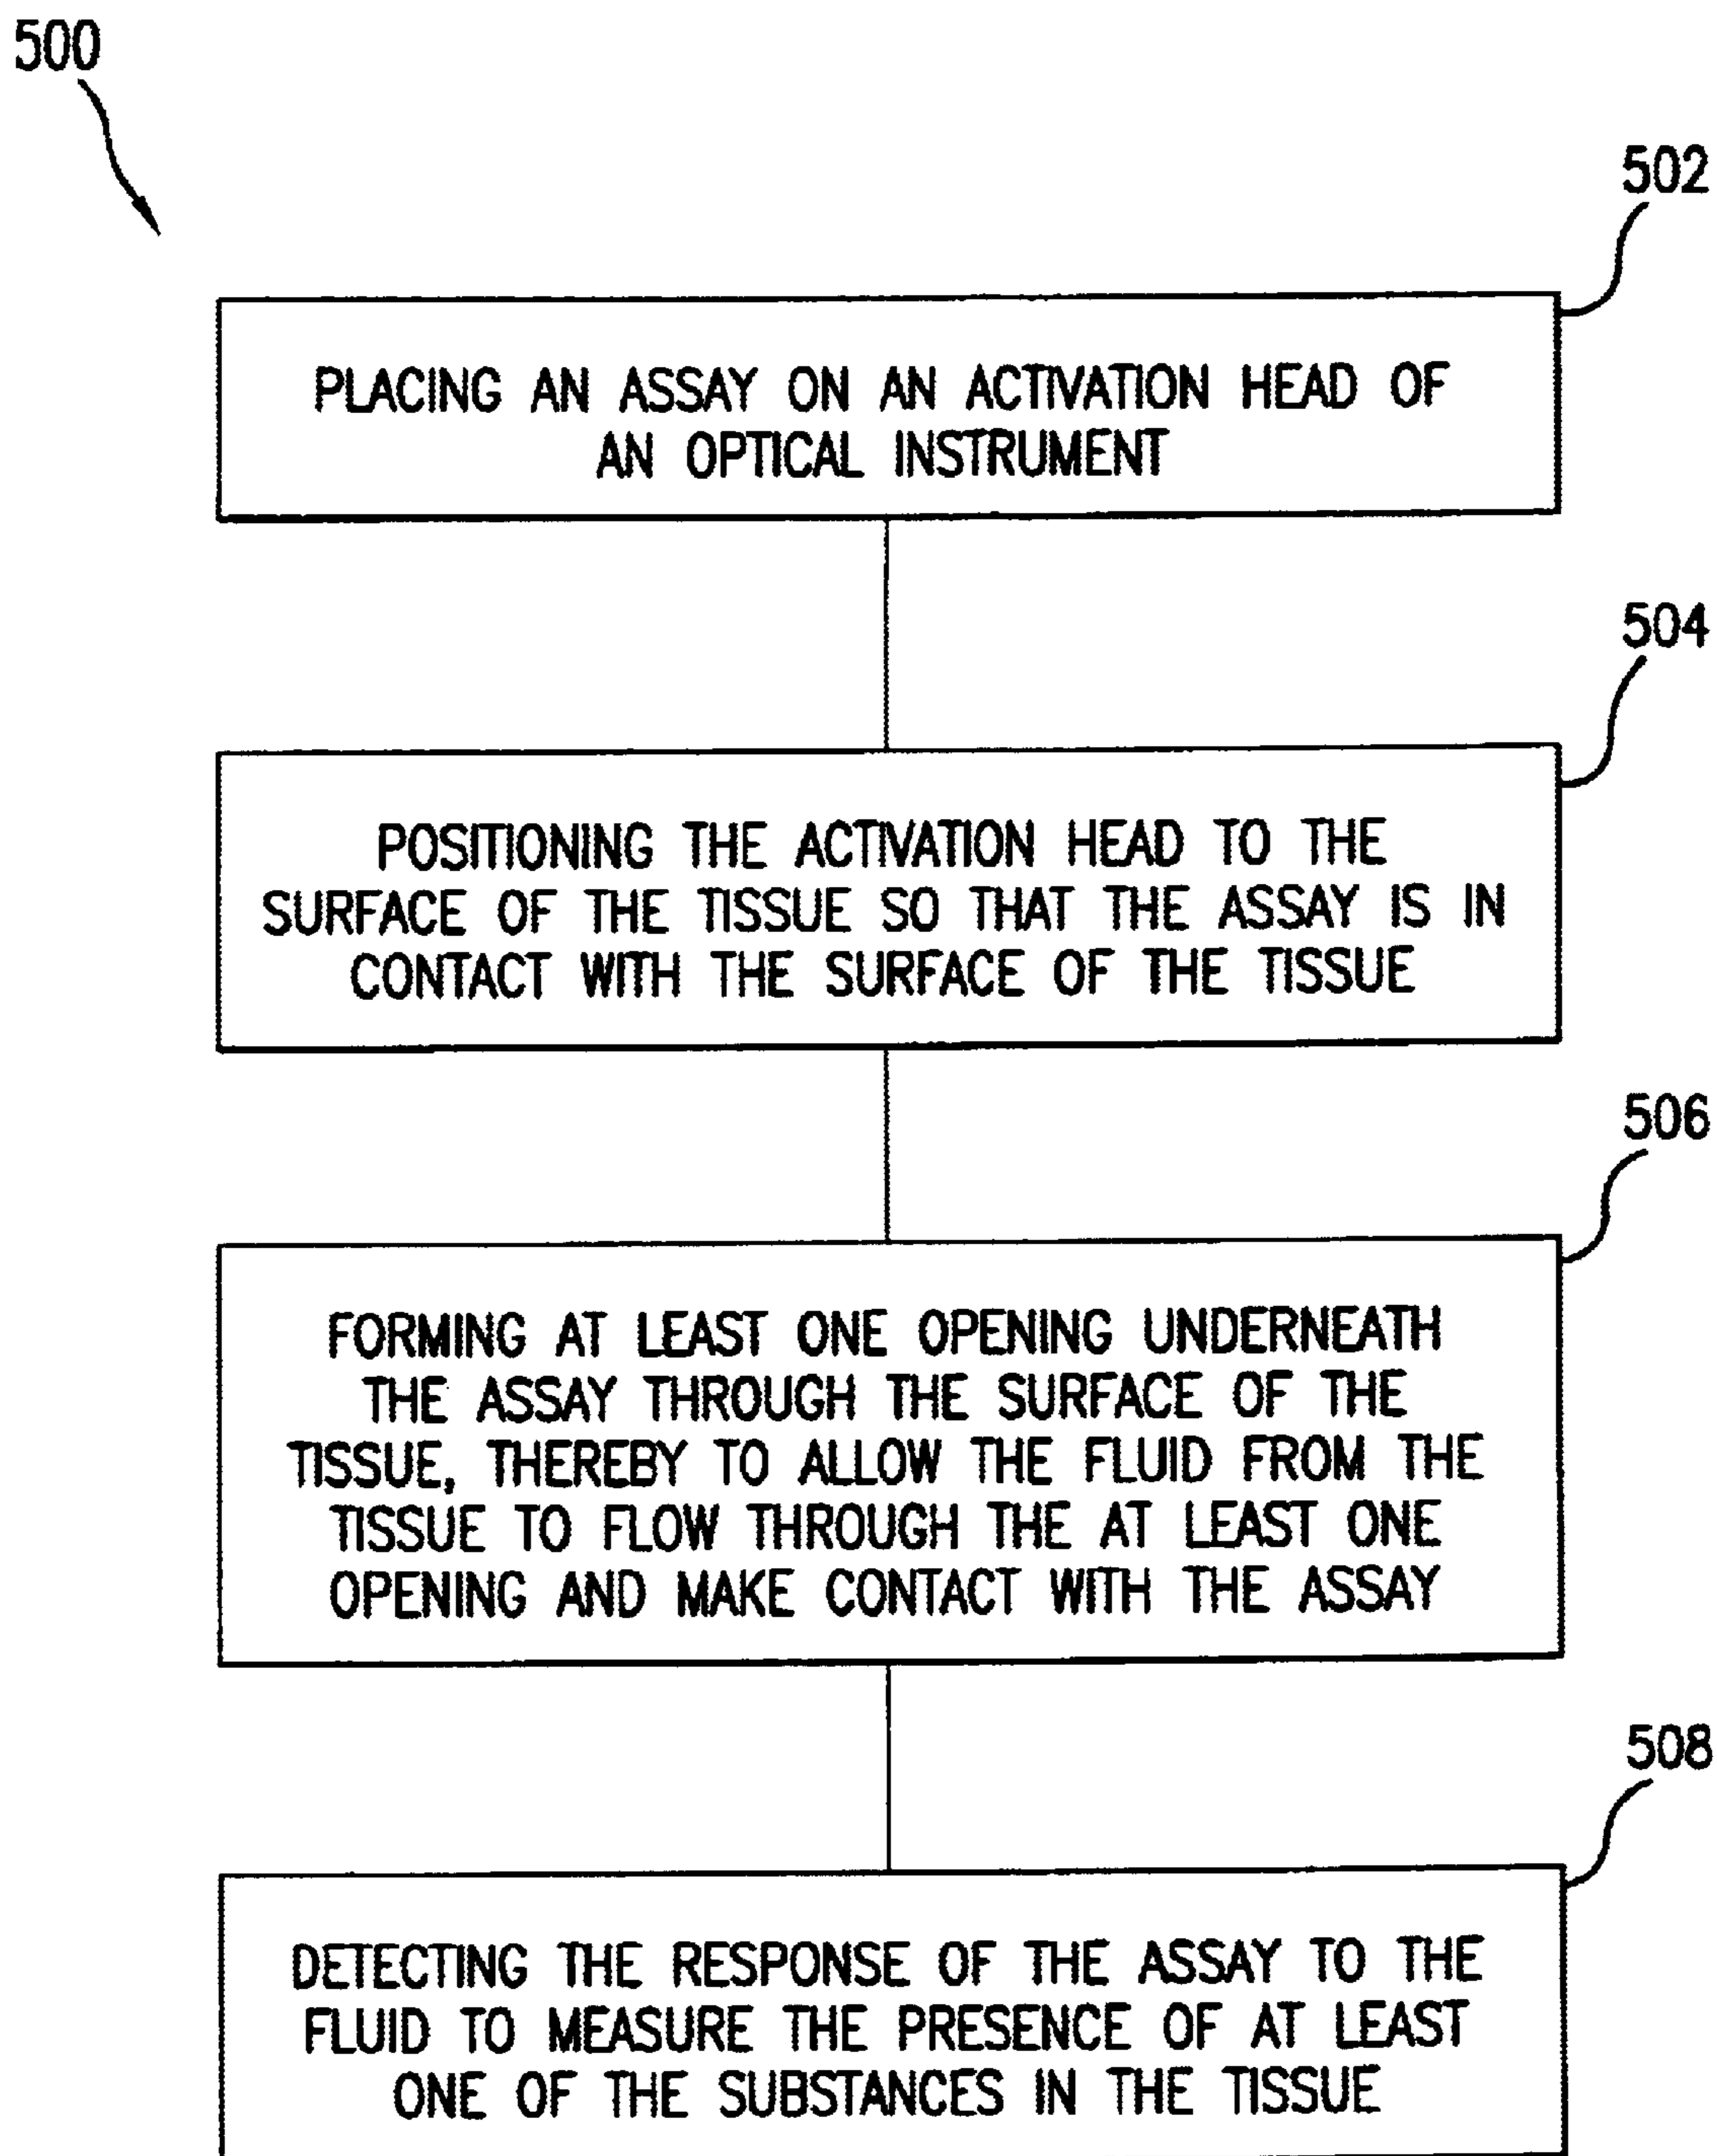 500
502
PLACING AN ASSAY ON AN ACTIVATION HEAD OF
AN OPTICAL INSTRUMENT
504
POSITIONING THE ACTIVATION HEAD TO THE
SURFACE OF THE TISSUE SO THAT THE ASSAY IS IN
CONTACT WITH THE SURFACE OF THE TISSUE
506
FORMING AT LEAST ONE OPENING UNDERNEATH
THE ASSAY THROUGH THE SURFACE OF THE
TISSUE, THEREBY TO ALLOW THE FLUID FROM THE
TISSUE TO FLOW THROUGH THE AT LEAST ONE
OPENING AND MAKE CONTACT WITH THE ASSAY
508
DETECTING THE RESPONSE OF THE ASSAY TO THE
FLUID TO MEASURE THE PRESENCE OF AT LEAST
ONE OF THE SUBSTANCES IN THE TISSUE